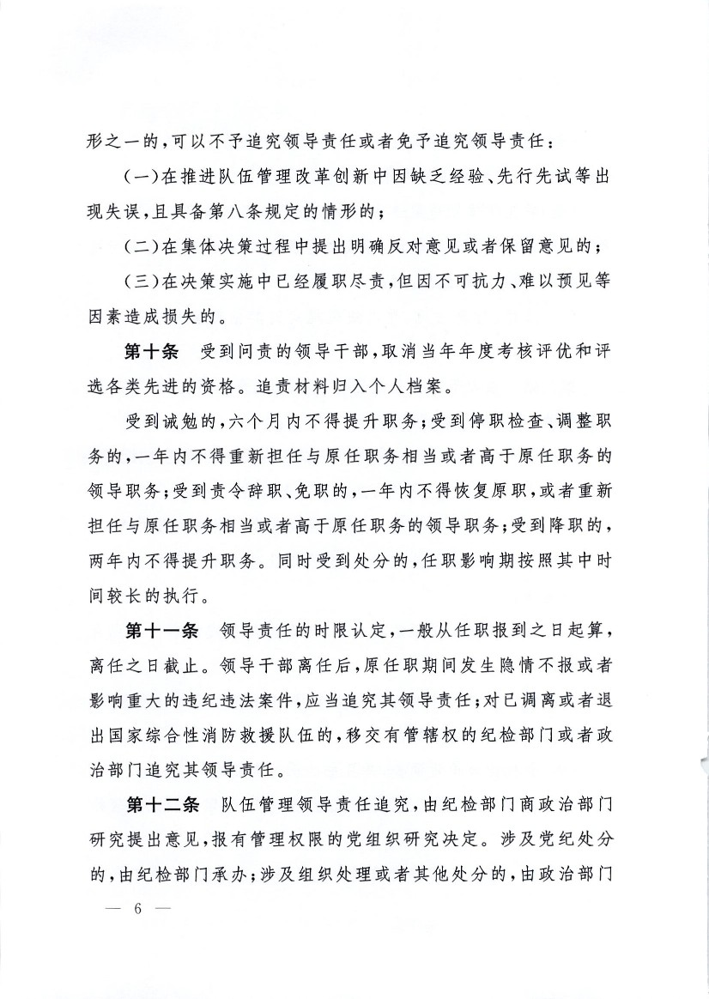 形之一的,可以不予追究领导责任或者免予追究领导责任:
(一)在推进队伍管理改革创新中因缺乏经验、先行先试等出
现失误,且具备第八条规定的情形的;
(二)在集体决策过程中提出明确反对意见或者保留意见的;
(三)在决策实施中已经履职尽责,但因不可抗力、难以预见等
因素造成损失的。
第十条 受到问责的领导干部,取消当年年度考核评优和评
选各类先进的资格。追责材料归入个人档案。
受到诫勉的,六个月内不得提升职务;受到停职检查、调整职
务的,一年内不得重新担任与原任职务相当或者高于原任职务的
领导职务;受到责令辞职、免职的,一年内不得恢复原职,或者重新
担任与原任职务相当或者高于原任职务的领导职务;受到降职的,
两年内不得提升职务。同时受到处分的,任职影响期按照其中时
间较长的执行。
第十一条 领导责任的时限认定,一般从任职报到之日起算,
离任之日截止。领导干部离任后,原任职期间发生隐情不报或者
影响重大的违纪违法案件,应当追究其领导责任;对已调离或者退
出国家综合性消防救援队伍的,移交有管辖权的纪检部门或者政
治部门追究其领导责任。
第十二条 队伍管理领导责任追究,由纪检部门商政治部门
研究提出意见,报有管理权限的党组织研究决定。涉及党纪处分
的,由纪检部门承办;涉及组织处理或者其他处分的,由政治部门
— 6 —